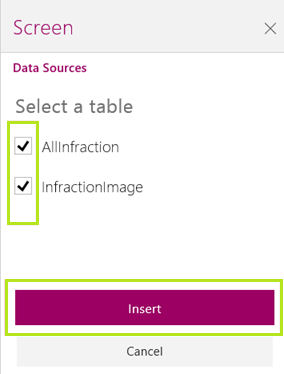 Screen
Data Sources
Select a table
AllInfraction
InfractionImage
Insert
Cancel